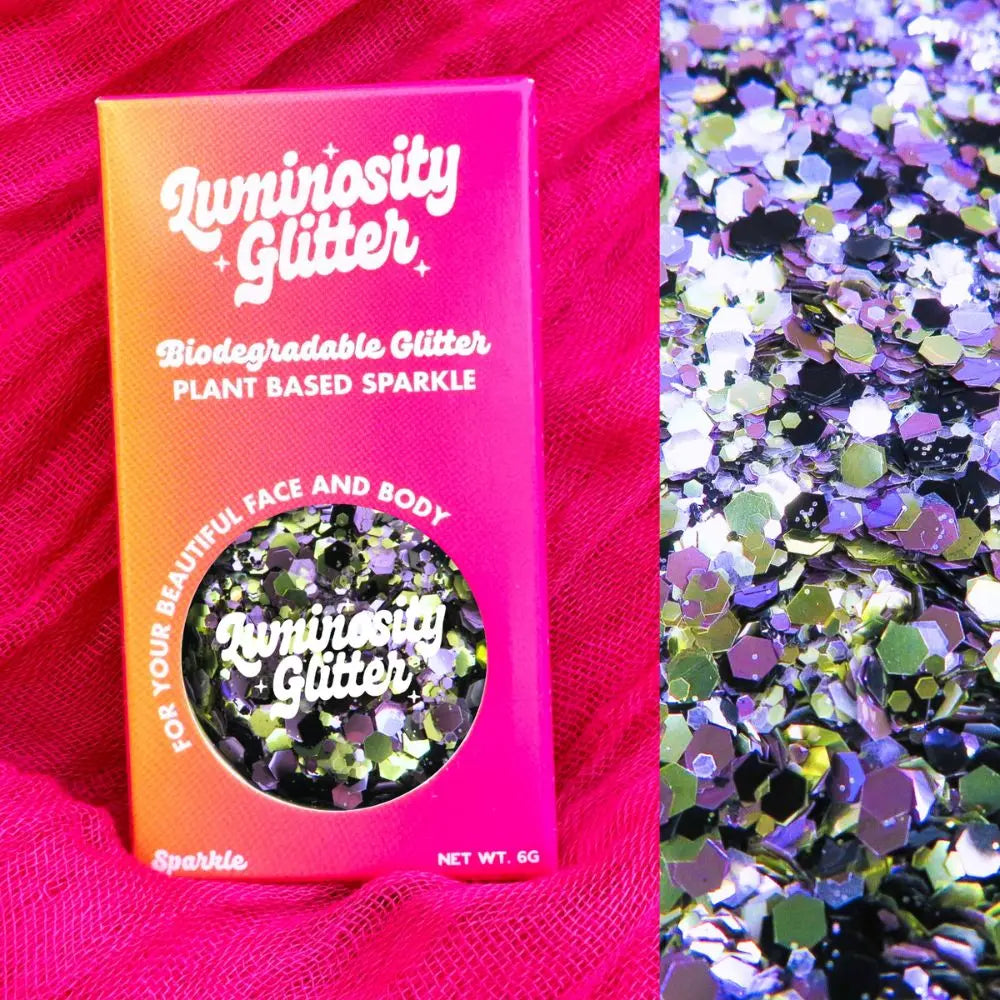 Luminosity
Glitter
Biodegradable Glitter
PLANT BASED SPARKLE
FOR YOUR BEAUTIFUL FACE AND BODY
Luminosity
Glitter
Sparkle
NET WT. 6G